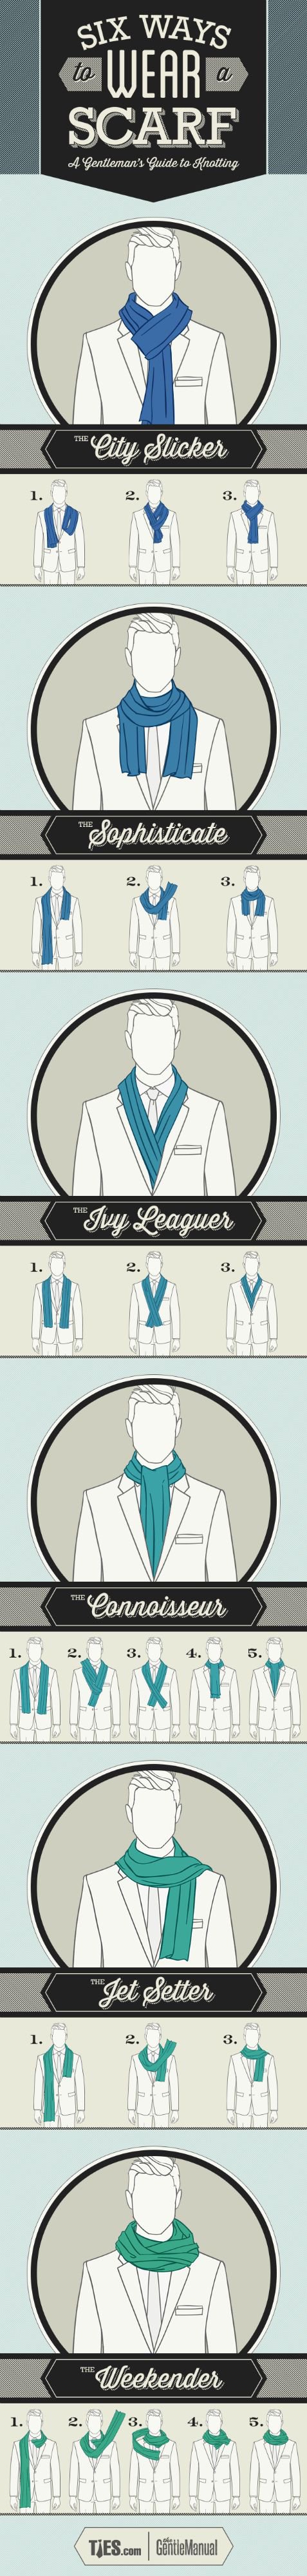 SIX WAYS
to WEAR a
SCARF
A Gentleman's Guide to Knotting
THE City Slicker
1. 2. 3.
THE Sophisticate
1. 2. 3.
THE Ivy Leaguer
1. 2. 3.
THE Connoisseur
1. 2. 3. 4. 5.
THE Jet Setter
1. 2. 3.
THE Weekender
1. 2. 3. 4. 5.
TIES.com the GentleManual